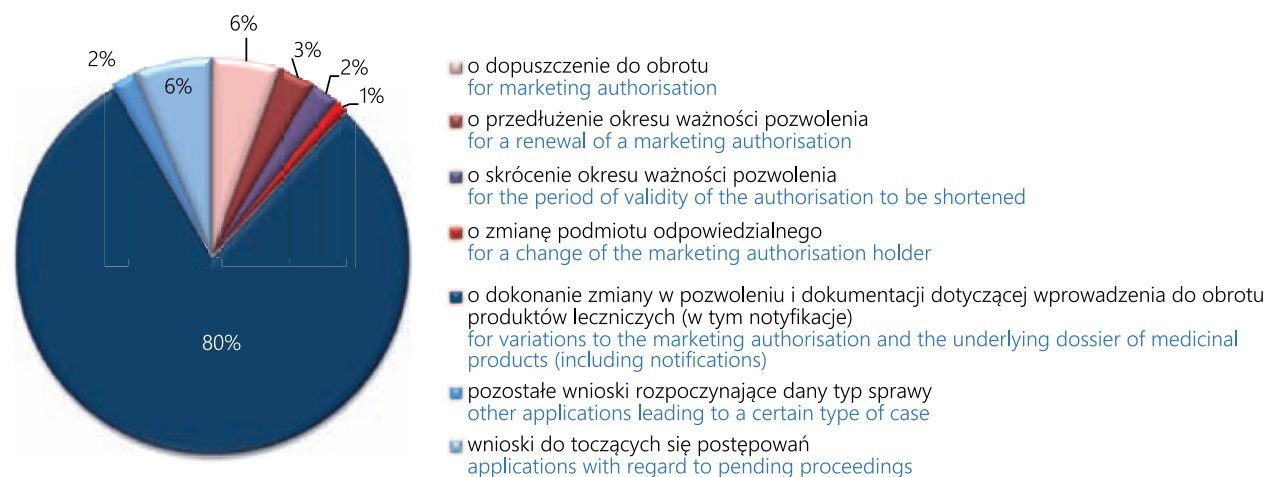 6%
3%
2%
2%
6%
1%
80%
o dopuszczenie do obrotu
for marketing authorisation
o przedłużenie okresu ważności pozwolenia
for a renewal of a marketing authorisation
o skrócenie okresu ważności pozwolenia
for the period of validity of the authorisation to be shortened
o zmianę podmiotu odpowiedzialnego
for a change of the marketing authorisation holder
o dokonanie zmiany w pozwoleniu i dokumentacji dotyczącej wprowadzenia do obrotu
produktów leczniczych (w tym notyfikacje)
for variations to the marketing authorisation and the underlying dossier of medicinal
products (including notifications)
pozostałe wnioski rozpoczynające dany typ sprawy
other applications leading to a certain type of case
wnioski do toczących się postępowań
applications with regard to pending proceedings